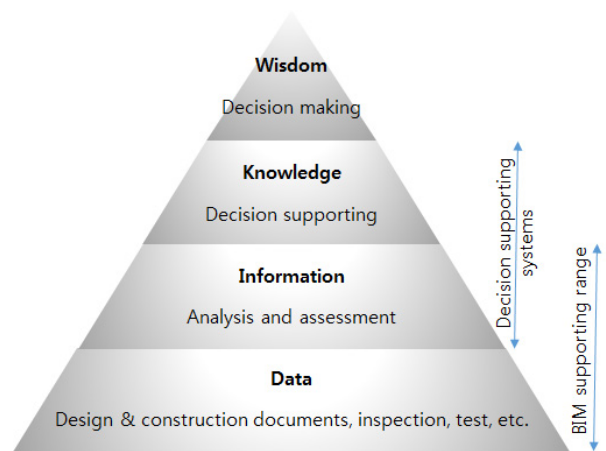 Wisdom
Decision making
Knowledge
Decision supporting
Information
Analysis and assessment
Data
Design & construction documents, inspection, test, etc.
Decision supporting
systems
BIM supporting range